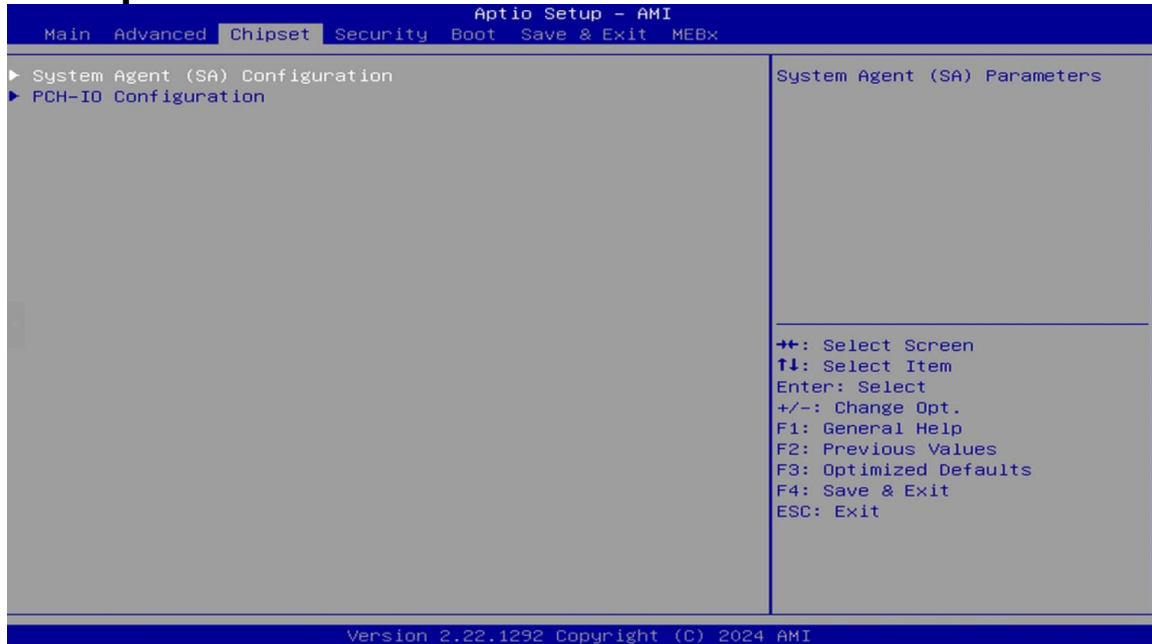 Aptio Setup – AMI
Main Advanced Chipset Security Boot Save & Exit MEBx
► System Agent (SA) Configuration
► PCH-IO Configuration
System Agent (SA) Parameters
→←: Select Screen
↑↓: Select Item
Enter: Select
+/-: Change Opt.
F1: General Help
F2: Previous Values
F3: Optimized Defaults
F4: Save & Exit
ESC: Exit
Version 2.22.1292 Copyright (C) 2024 AMI